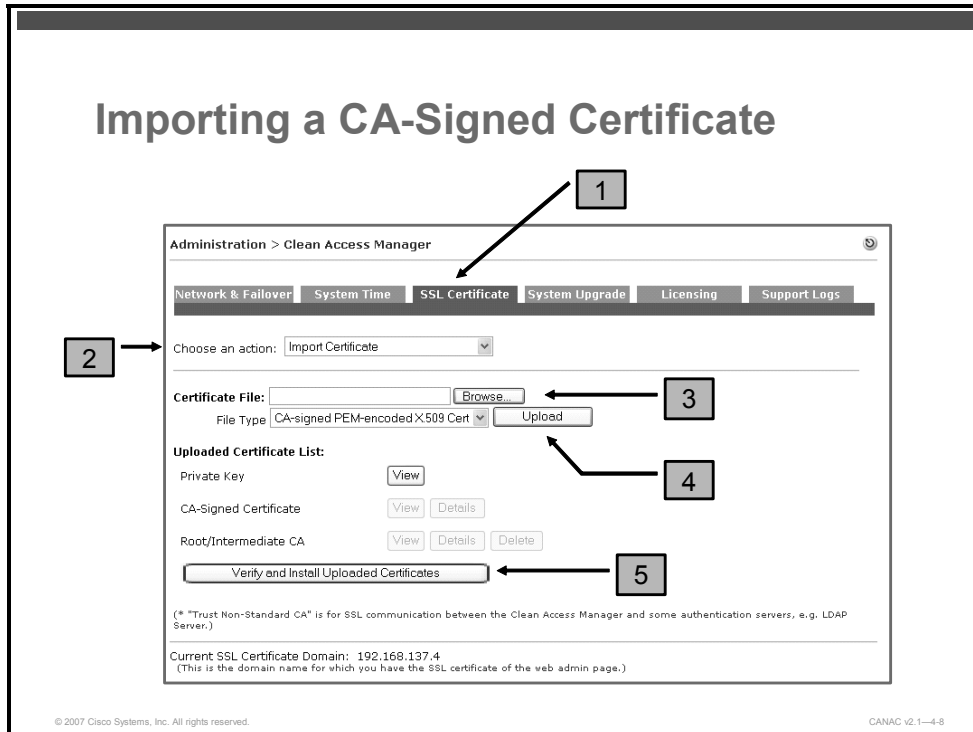 Importing a CA-Signed Certificate
1
Administration > Clean Access Manager
Network & Failover System Time SSL Certificate System Upgrade Licensing Support Logs
2
Choose an action: Import Certificate
Certificate File: Browse...
3
File Type CA-signed PEM-encoded X.509 Cert Upload
Uploaded Certificate List:
Private Key View
4
CA-Signed Certificate View Details
Root/Intermediate CA View Details Delete
Verify and Install Uploaded Certificates
5
(* "Trust Non-Standard CA" is for SSL communication between the Clean Access Manager and some authentication servers, e.g. LDAP
Server.)
Current SSL Certificate Domain: 192.168.137.4
(This is the domain name for which you have the SSL certificate of the web admin page.)
© 2007 Cisco Systems, Inc. All rights reserved. CANAC v2.1—4-8